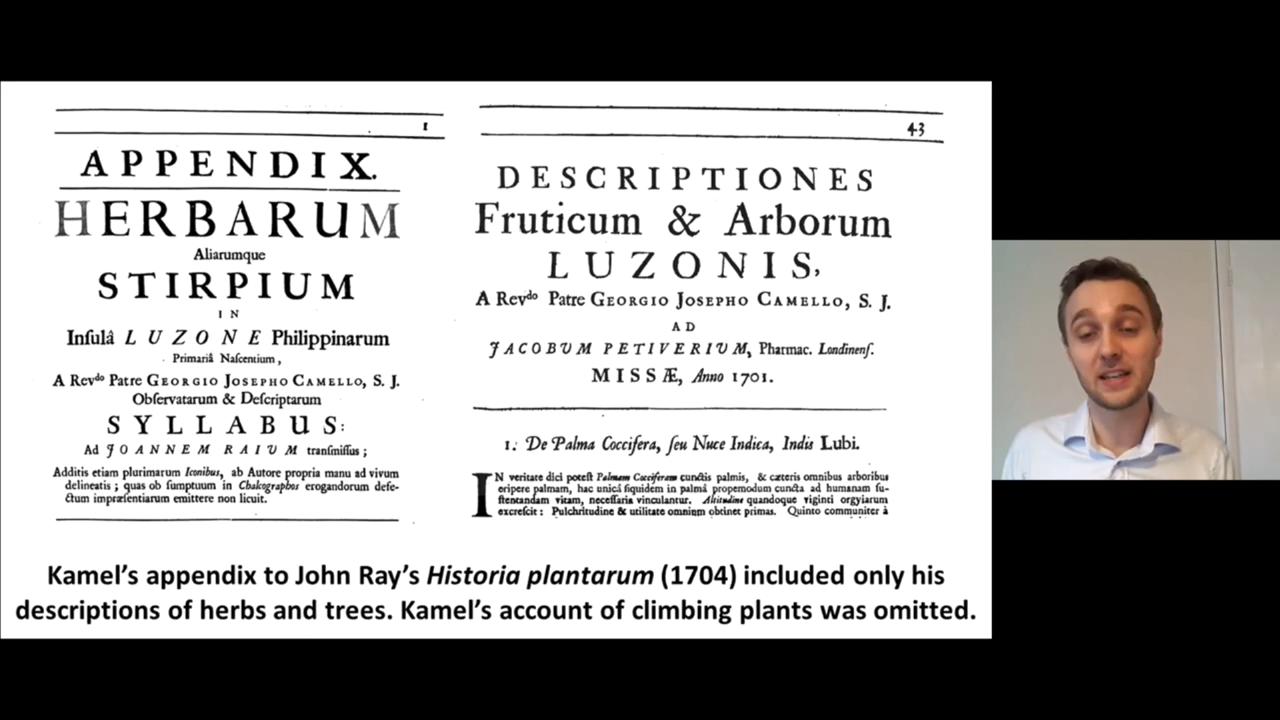 1
APPENDIX.
HERBARUM
Aliarumque
STIRPIUM
IN
Insulâ LUZONE Philippinarum
Primariâ Nascentium,
A Revdo Patre GEORGIO JOSEPHO CAMELLO, S. J.
Obſervatarum & Deſcriptarum
SYLLABUS:
Ad JOANNEM RAIUM tranſmiſſus;
Additis etiam plurimarum Iconibus, ab Autore propria manu ad vivum
delineatis; quas ob ſumptuum in Chalcographos erogandorum defe-
ctum impræſentiarum emittere non licuit.
43
DESCRIPTIONES
Fruticum & Arborum
LUZONIS,
A Revdo Patre GEORGIO JOSEPHO CAMELLO, S. J.
AD
JACOBUM PETIVERIUM, Pharmac. Londinenſ.
MISSÆ, Anno 1701.
1. De Palma Coccifera, ſeu Nuce Indica, Indis Lubi.
IN veritate dici poteſt Palmam Cocciferam cunctis palmis, & cæteris omnibus arboribus
eripere palmam, hac unicâ ſiquidem in palmâ propemodum cuncta ad humanam ſu-
ſtentandam vitam, neceſſaria vinculantur. Altitudine quandoque viginti orgyiarum
excreſcit: Pulchritudine & utilitate omnium obtinet primas. Quinto communiter à
Kamel’s appendix to John Ray’s Historia plantarum (1704) included only his
descriptions of herbs and trees. Kamel’s account of climbing plants was omitted.